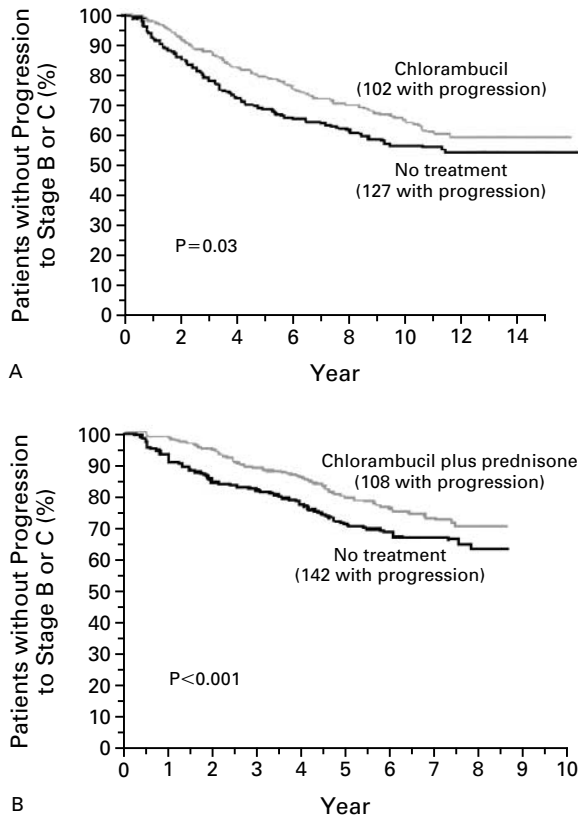 Patients without Progression
to Stage B or C (%)
100
90
80
70
60
50
40
30
20
10
0
Chlorambucil
(102 with progression)
No treatment
(127 with progression)
P=0.03
0 2 4 6 8 10 12 14
A
Year
Patients without Progression
to Stage B or C (%)
100
90
80
70
60
50
40
30
20
10
0
Chlorambucil plus prednisone
(108 with progression)
No treatment
(142 with progression)
P<0.001
0 1 2 3 4 5 6 7 8 9 10
B
Year